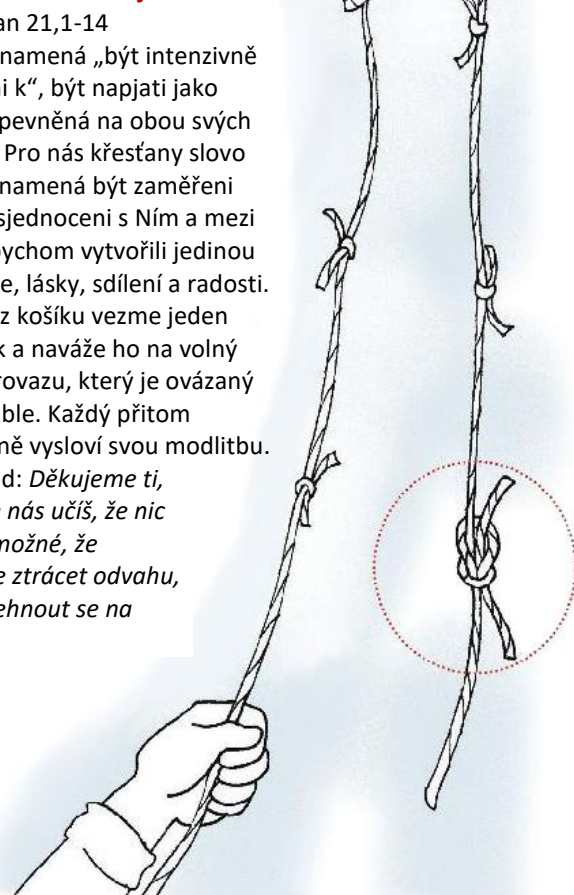 an 21,1-14
namená „být intenzivně
i k“, být napjati jako
pevněná na obou svých
Pro nás křesťany slovo
namená být zaměřeni
sjednoceni s Ním a mezi
bychom vytvořili jedinou
e, lásky, sdílení a radosti.
z košíku vezme jeden
k a naváže ho na volný
rovazu, který je ovázaný
ble. Každý přitom
ně vysloví svou modlitbu.
d: Děkujeme ti,
e nás učíš, že nic
možné, že
e ztrácet odvahu,
ehnout se na